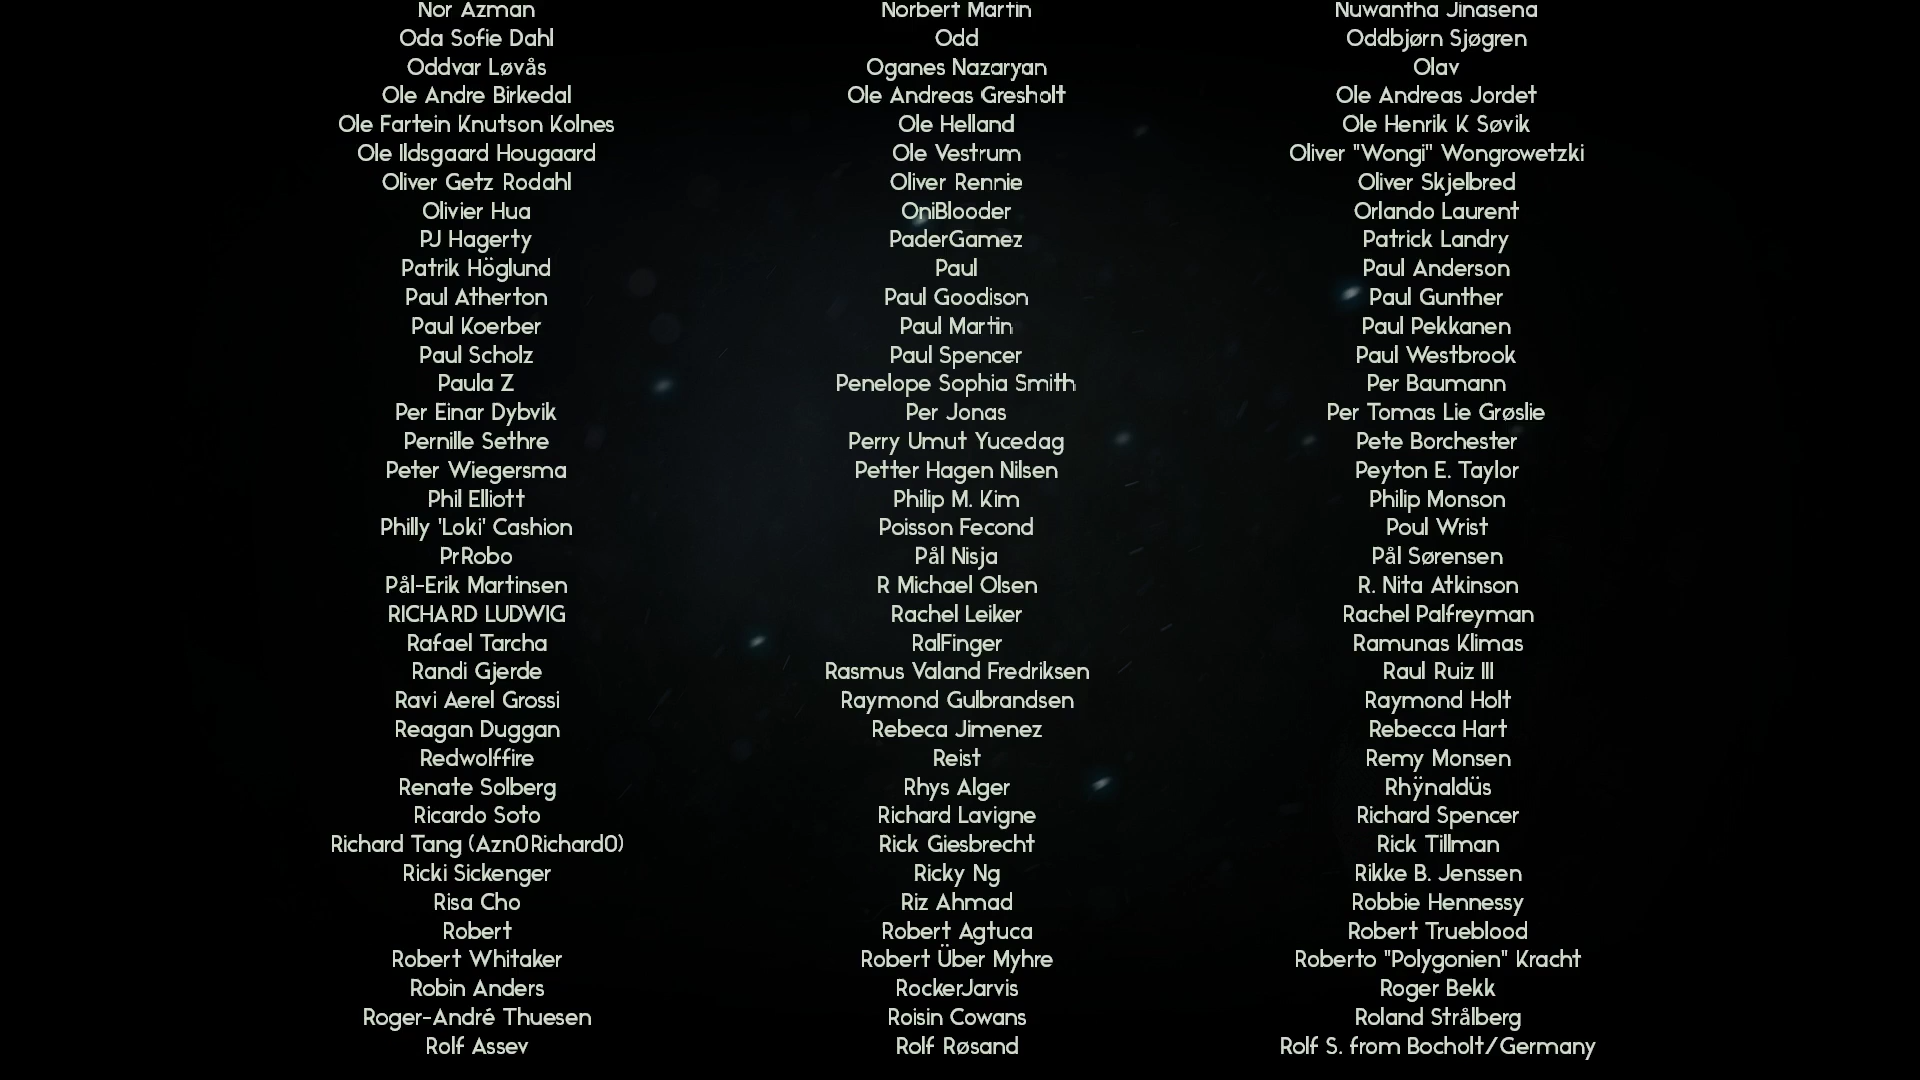 Nor Azman Norbert Martin Nuwantha Jinasena
Oda Sofie Dahl Odd Oddbjørn Sjøgren
Oddvar Løvås Oganes Nazaryan Olav
Ole Andre Birkedal Ole Andreas Gresholt Ole Andreas Jordet
Ole Fartein Knutson Kolnes Ole Helland Ole Henrik K Søvik
Ole Ildsgaard Hougaard Ole Vestrum Oliver "Wongi" Wongrowetzki
Oliver Getz Rodahl Oliver Rennie Oliver Skjelbred
Olivier Hua OniBlooder Orlando Laurent
PJ Hagerty PaderGamez Patrick Landry
Patrik Höglund Paul Paul Anderson
Paul Atherton Paul Goodison Paul Gunther
Paul Koerber Paul Martin Paul Pekkanen
Paul Scholz Paul Spencer Paul Westbrook
Paula Z Penelope Sophia Smith Per Baumann
Per Einar Dybvik Per Jonas Per Tomas Lie Grøslie
Pernille Sethre Perry Umut Yucedag Pete Borchester
Peter Wiegersma Petter Hagen Nilsen Peyton E. Taylor
Phil Elliott Philip M. Kim Philip Monson
Philly 'Loki' Cashion Poisson Fecond Poul Wrist
PrRobo Pål Nisja Pål Sørensen
Pål-Erik Martinsen R Michael Olsen R. Nita Atkinson
RICHARD LUDWIG Rachel Leiker Rachel Palfreyman
Rafael Tarcha RalFinger Ramunas Klimas
Randi Gjerde Rasmus Valand Fredriksen Raul Ruiz III
Ravi Aerel Grossi Raymond Gulbrandsen Raymond Holt
Reagan Duggan Rebeca Jimenez Rebecca Hart
Redwolffire Reist Remy Monsen
Renate Solberg Rhys Alger Rhÿnaldüs
Ricardo Soto Richard Lavigne Richard Spencer
Richard Tang (Azn0Richard0) Rick Giesbrecht Rick Tillman
Ricki Sickenger Ricky Ng Rikke B. Jenssen
Risa Cho Riz Ahmad Robbie Hennessy
Robert Robert Agtuca Robert Trueblood
Robert Whitaker Robert Über Myhre Roberto "Polygonien" Kracht
Robin Anders RockerJarvis Roger Bekk
Roger-André Thuesen Roisin Cowans Roland Strålberg
Rolf Assev Rolf Røsand Rolf S. from Bocholt/Germany